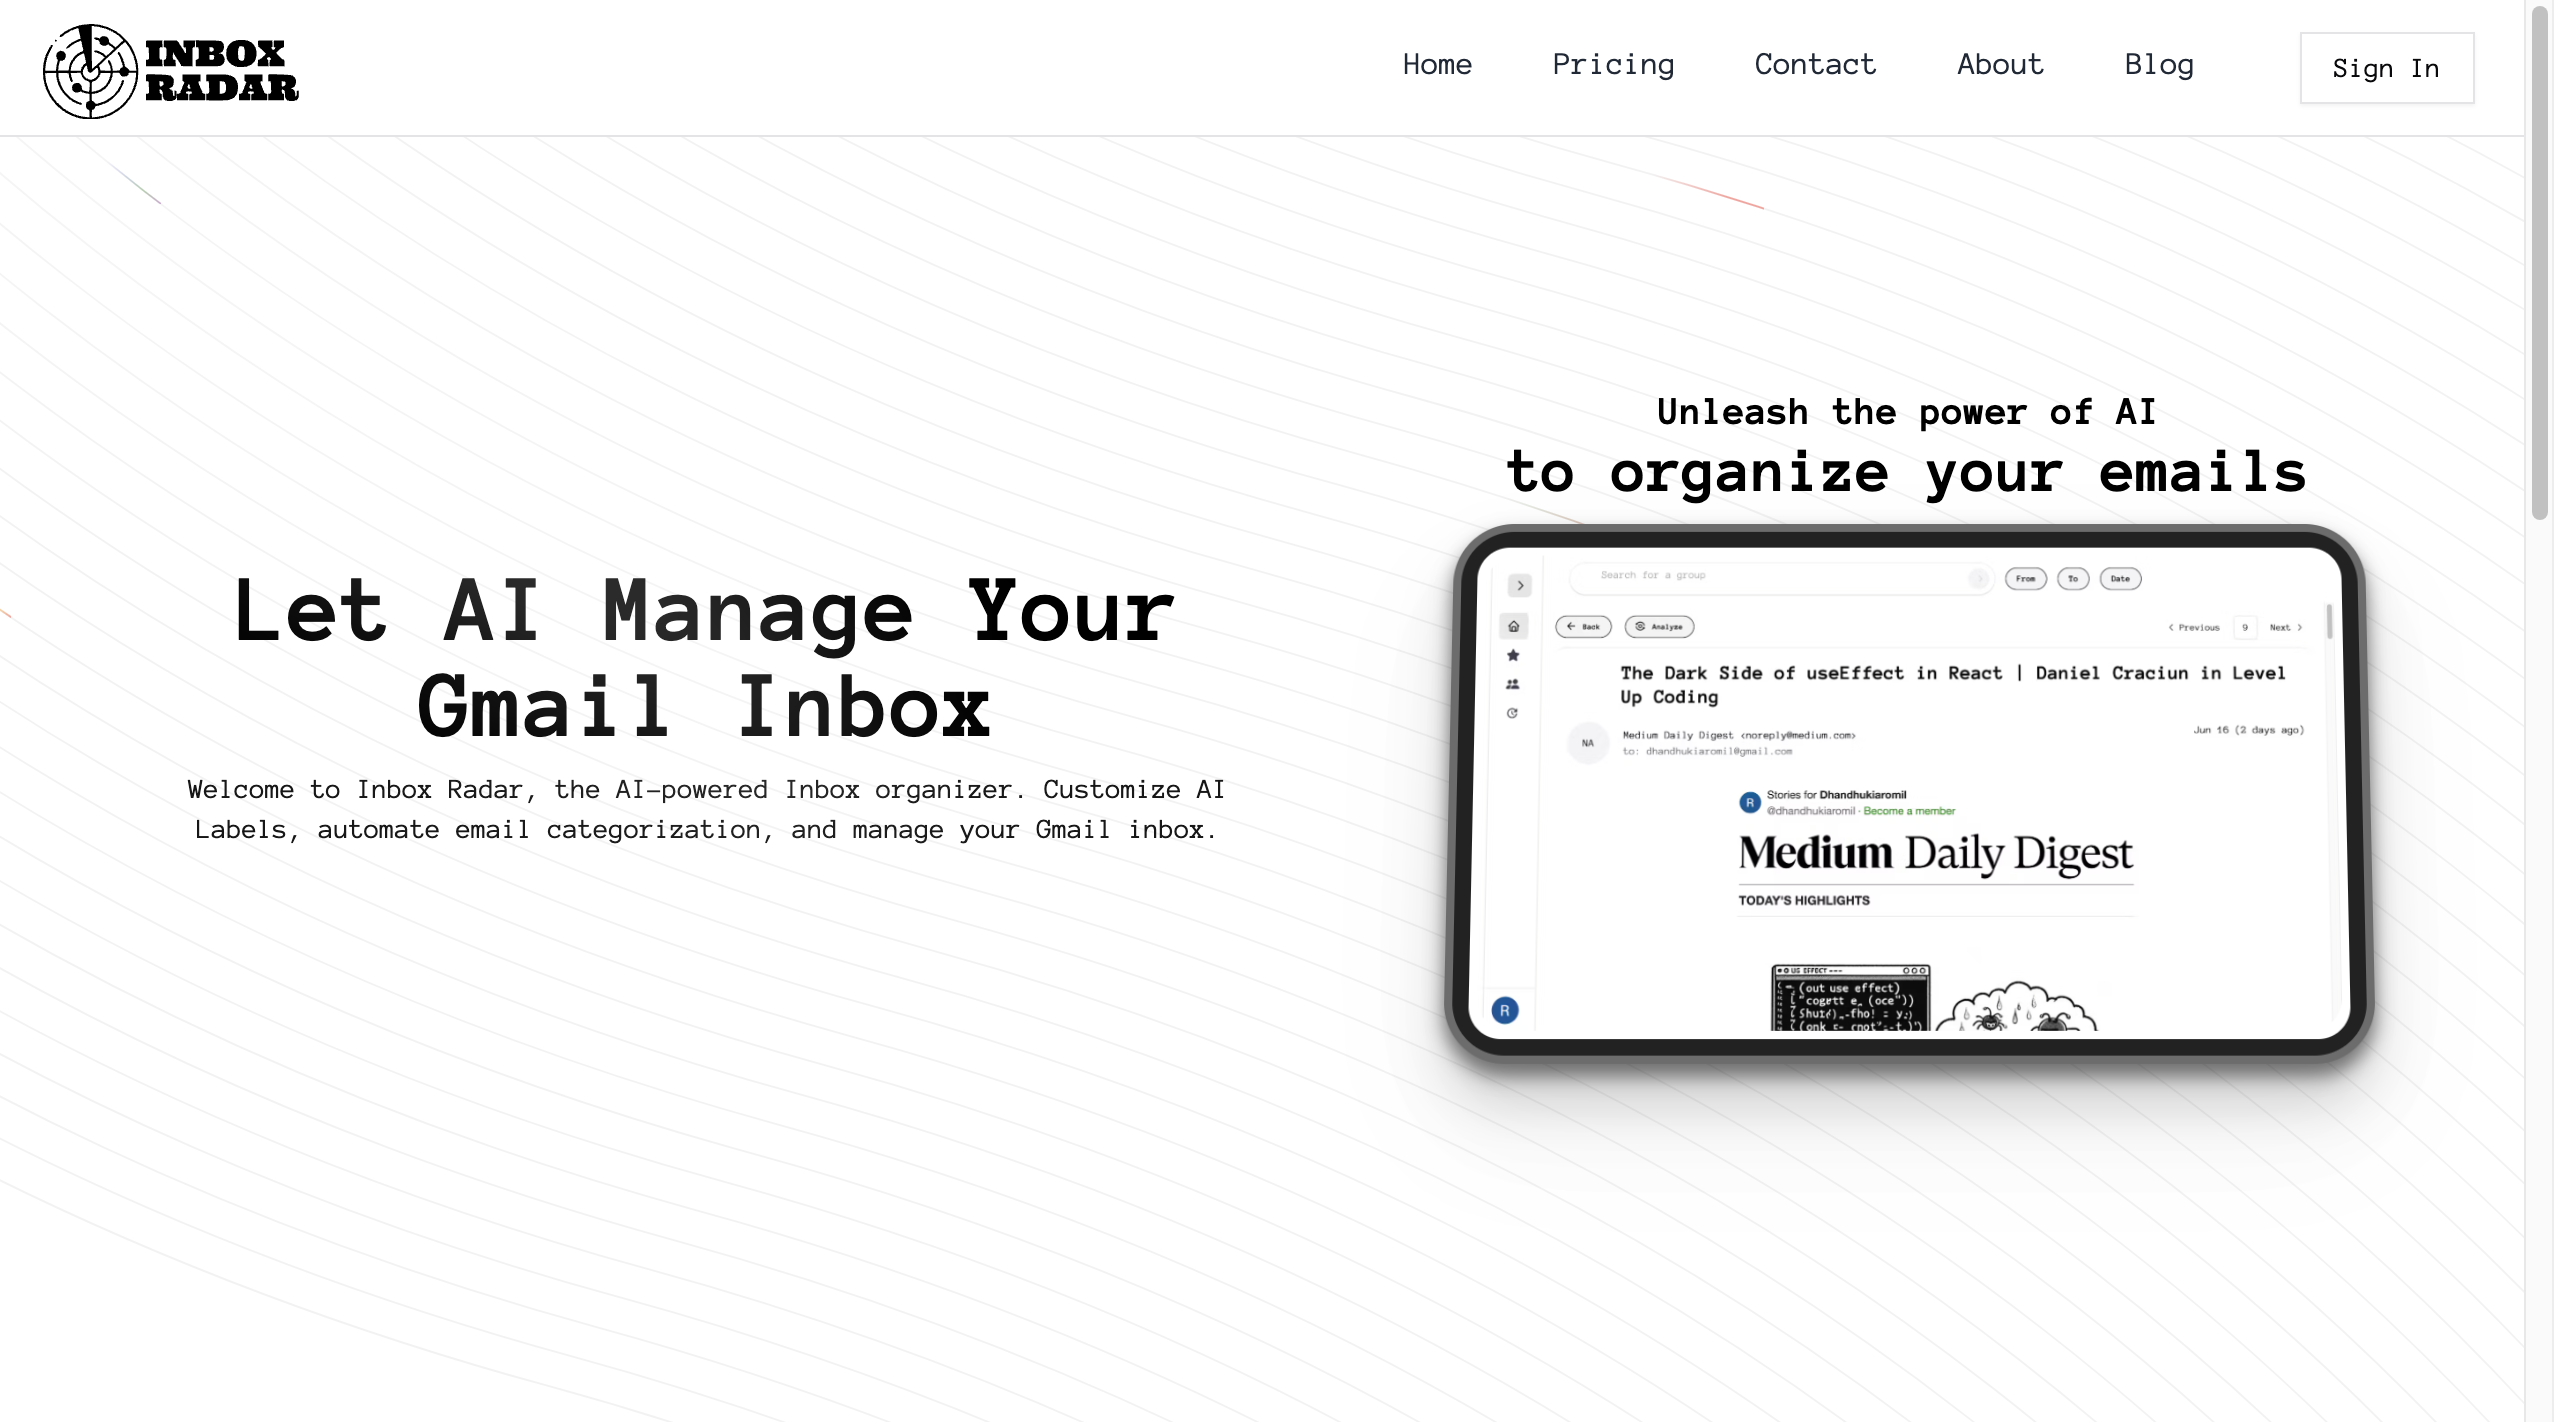 INBOX
RADAR
Home
Pricing
Contact
About
Blog
Sign In
Let AI Manage Your
Gmail Inbox
Welcome to Inbox Radar, the AI-powered Inbox organizer. Customize AI
Labels, automate email categorization, and manage your Gmail inbox.
Unleash the power of AI
to organize your emails
Search for a group
From
To
Date
Back
Analyze
Previous
9
Next
The Dark Side of useEffect in React | Daniel Craciun in Level
Up Coding
NA
Medium Daily Digest <noreply@medium.com>
Jun 16 (2 days ago)
to: dhandhukiaromil@gmail.com
R
Stories for Dhandhukiaromil
@dhandhukiaromil · Become a member
Medium Daily Digest
TODAY'S HIGHLIGHTS
(out use effect)
R